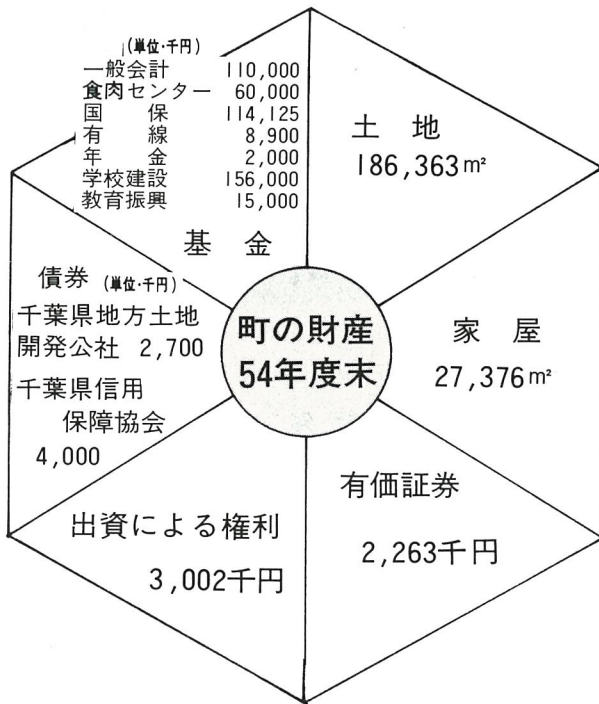 (単位・千円)
一般会計 110,000
食肉センター 60,000
国保 114,125
有線 8,900
年金 2,000
学校建設 156,000
教育振興 15,000
基金
土地
186,363m²
債券 (単位・千円)
千葉県地方土地
開発公社 2,700
千葉県信用
保障協会
4,000
町の財産
54年度末
家屋
27,376m²
有価証券
2,263千円
出資による権利
3,002千円